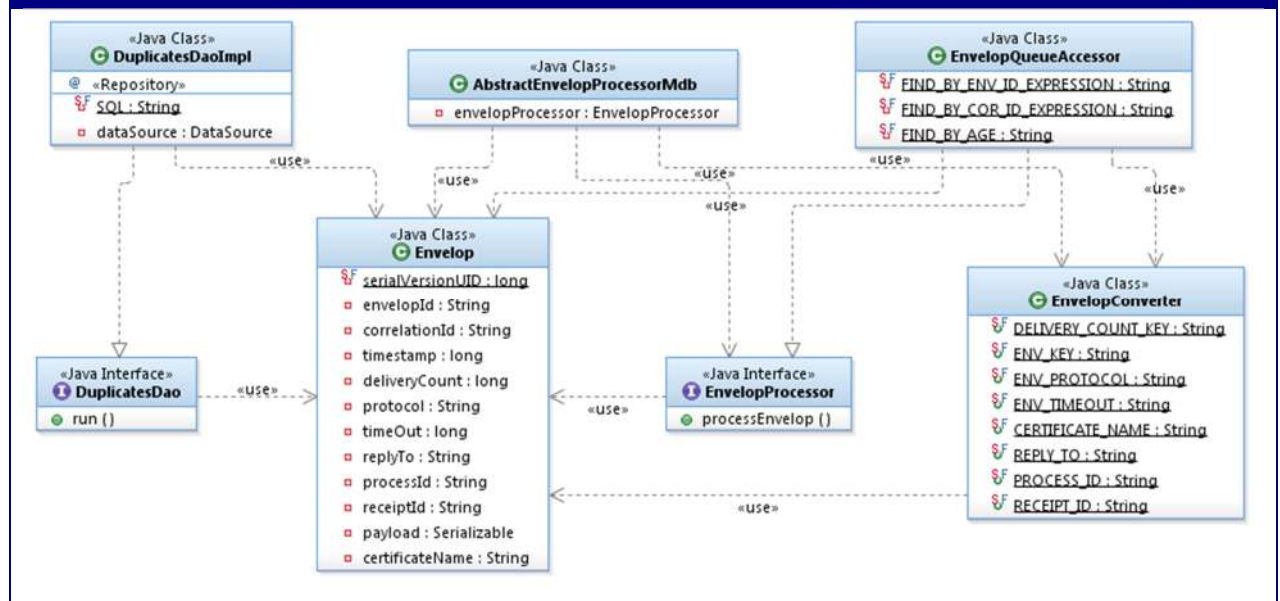 «Java Class»
DuplicatesDaoImpl
@ «Repository»
SQL : String
dataSource : DataSource
«Java Class»
AbstractEnvelopProcessorMdb
envelopProcessor : EnvelopProcessor
«Java Class»
EnvelopQueueAccessor
FIND_BY_ENV_ID_EXPRESSION : String
FIND_BY_COR_ID_EXPRESSION : String
FIND_BY_AGE : String
«use»
«use»
«use»
«use»
«use»
«use»
«Java Class»
Envelop
serialVersionUID : long
envelopId : String
correlationId : String
timestamp : long
deliveryCount : long
protocol : String
timeOut : long
replyTo : String
processId : String
receiptId : String
payload : Serializable
certificateName : String
«Java Interface»
DuplicatesDao
run ()
«use»
«Java Interface»
EnvelopProcessor
processEnvelop ()
«use»
«Java Class»
EnvelopConverter
DELIVERY_COUNT_KEY : String
ENV_KEY : String
ENV_PROTOCOL : String
ENV_TIMEOUT : String
CERTIFICATE_NAME : String
REPLY_TO : String
PROCESS_ID : String
RECEIPT_ID : String
«use»